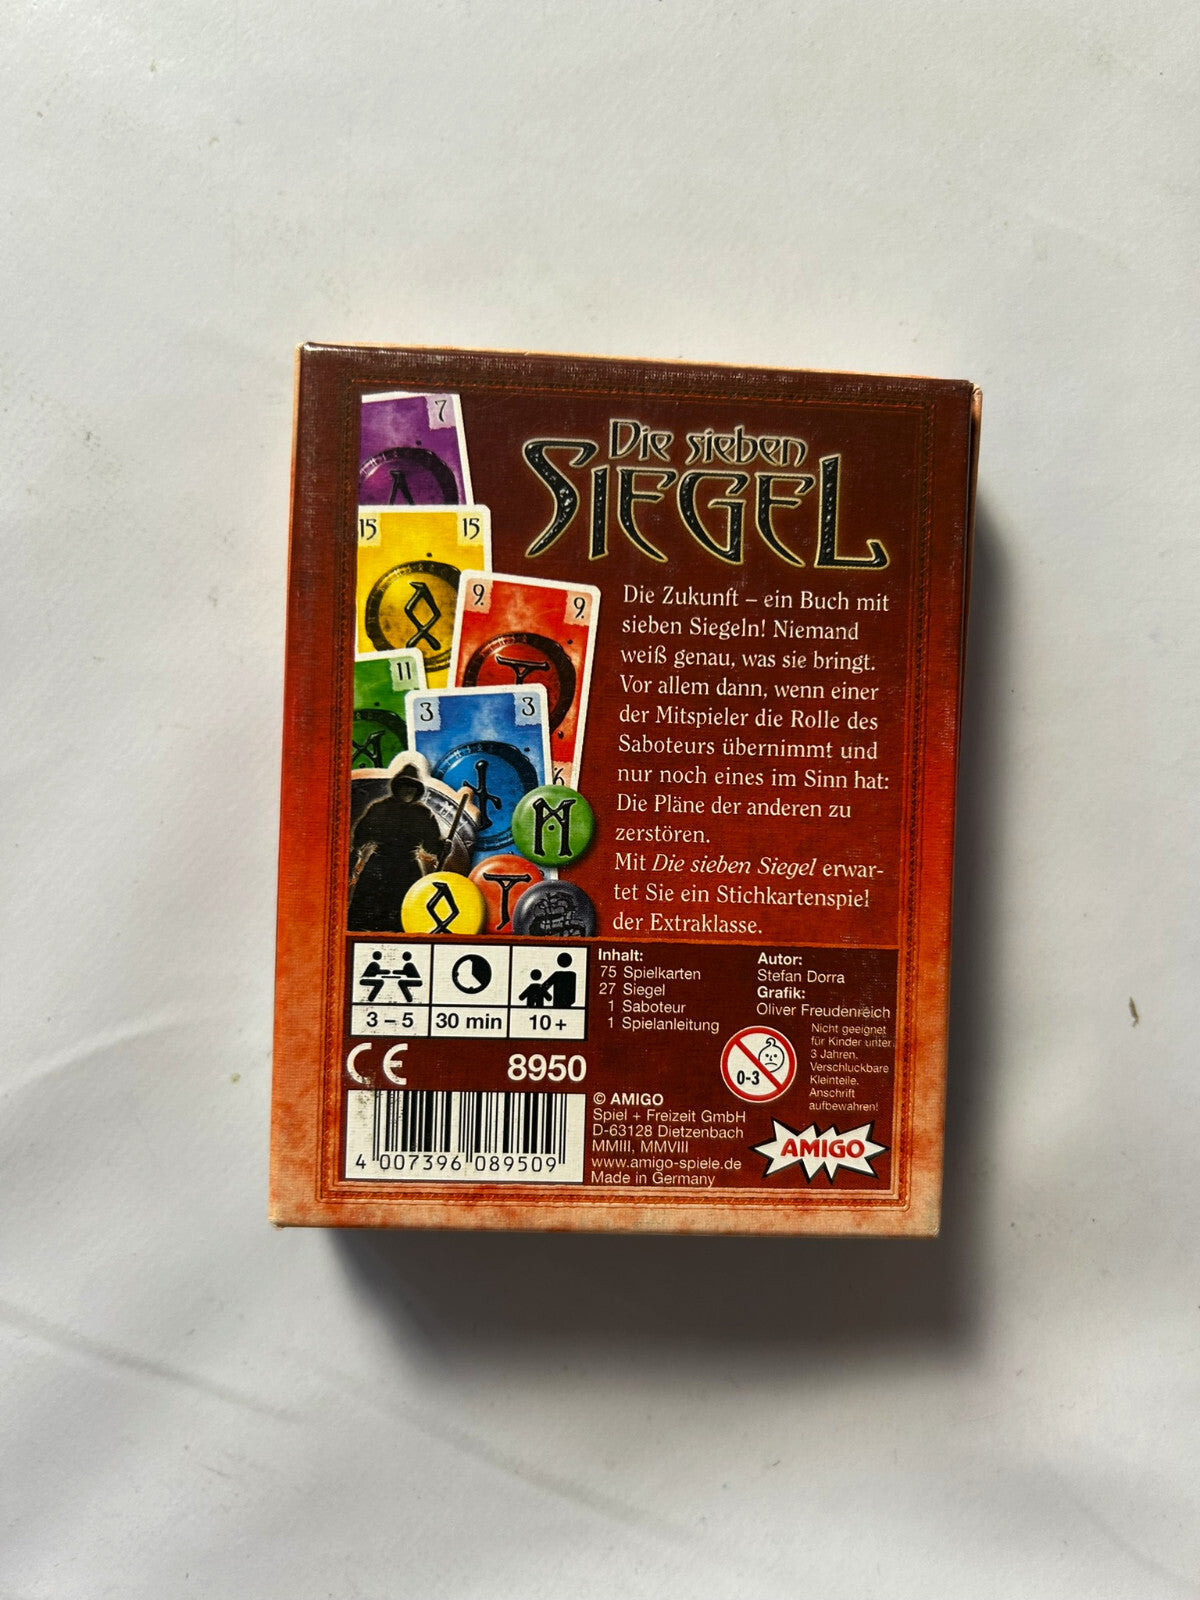 7
15 15
9 9
11
3 3
6
Die sieben
SIEGEL
Die Zukunft – ein Buch mit
sieben Siegeln! Niemand
weiß genau, was sie bringt.
Vor allem dann, wenn einer
der Mitspieler die Rolle des
Saboteurs übernimmt und
nur noch eines im Sinn hat:
Die Pläne der anderen zu
zerstören.
Mit Die sieben Siegel erwar-
tet Sie ein Stichkartenspiel
der Extraklasse.
3 – 5 30 min 10+
CE 8950
4 007396 089509
Inhalt:
75 Spielkarten
27 Siegel
1 Saboteur
1 Spielanleitung
Autor:
Stefan Dorra
Grafik:
Oliver Freudenreich
0-3
Nicht geeignet
für Kinder unter
3 Jahren.
Verschluckbare
Kleinteile.
Anschrift
aufbewahren!
© AMIGO
Spiel + Freizeit GmbH
D-63128 Dietzenbach
MMIII, MMVIII
www.amigo-spiele.de
Made in Germany
AMIGO